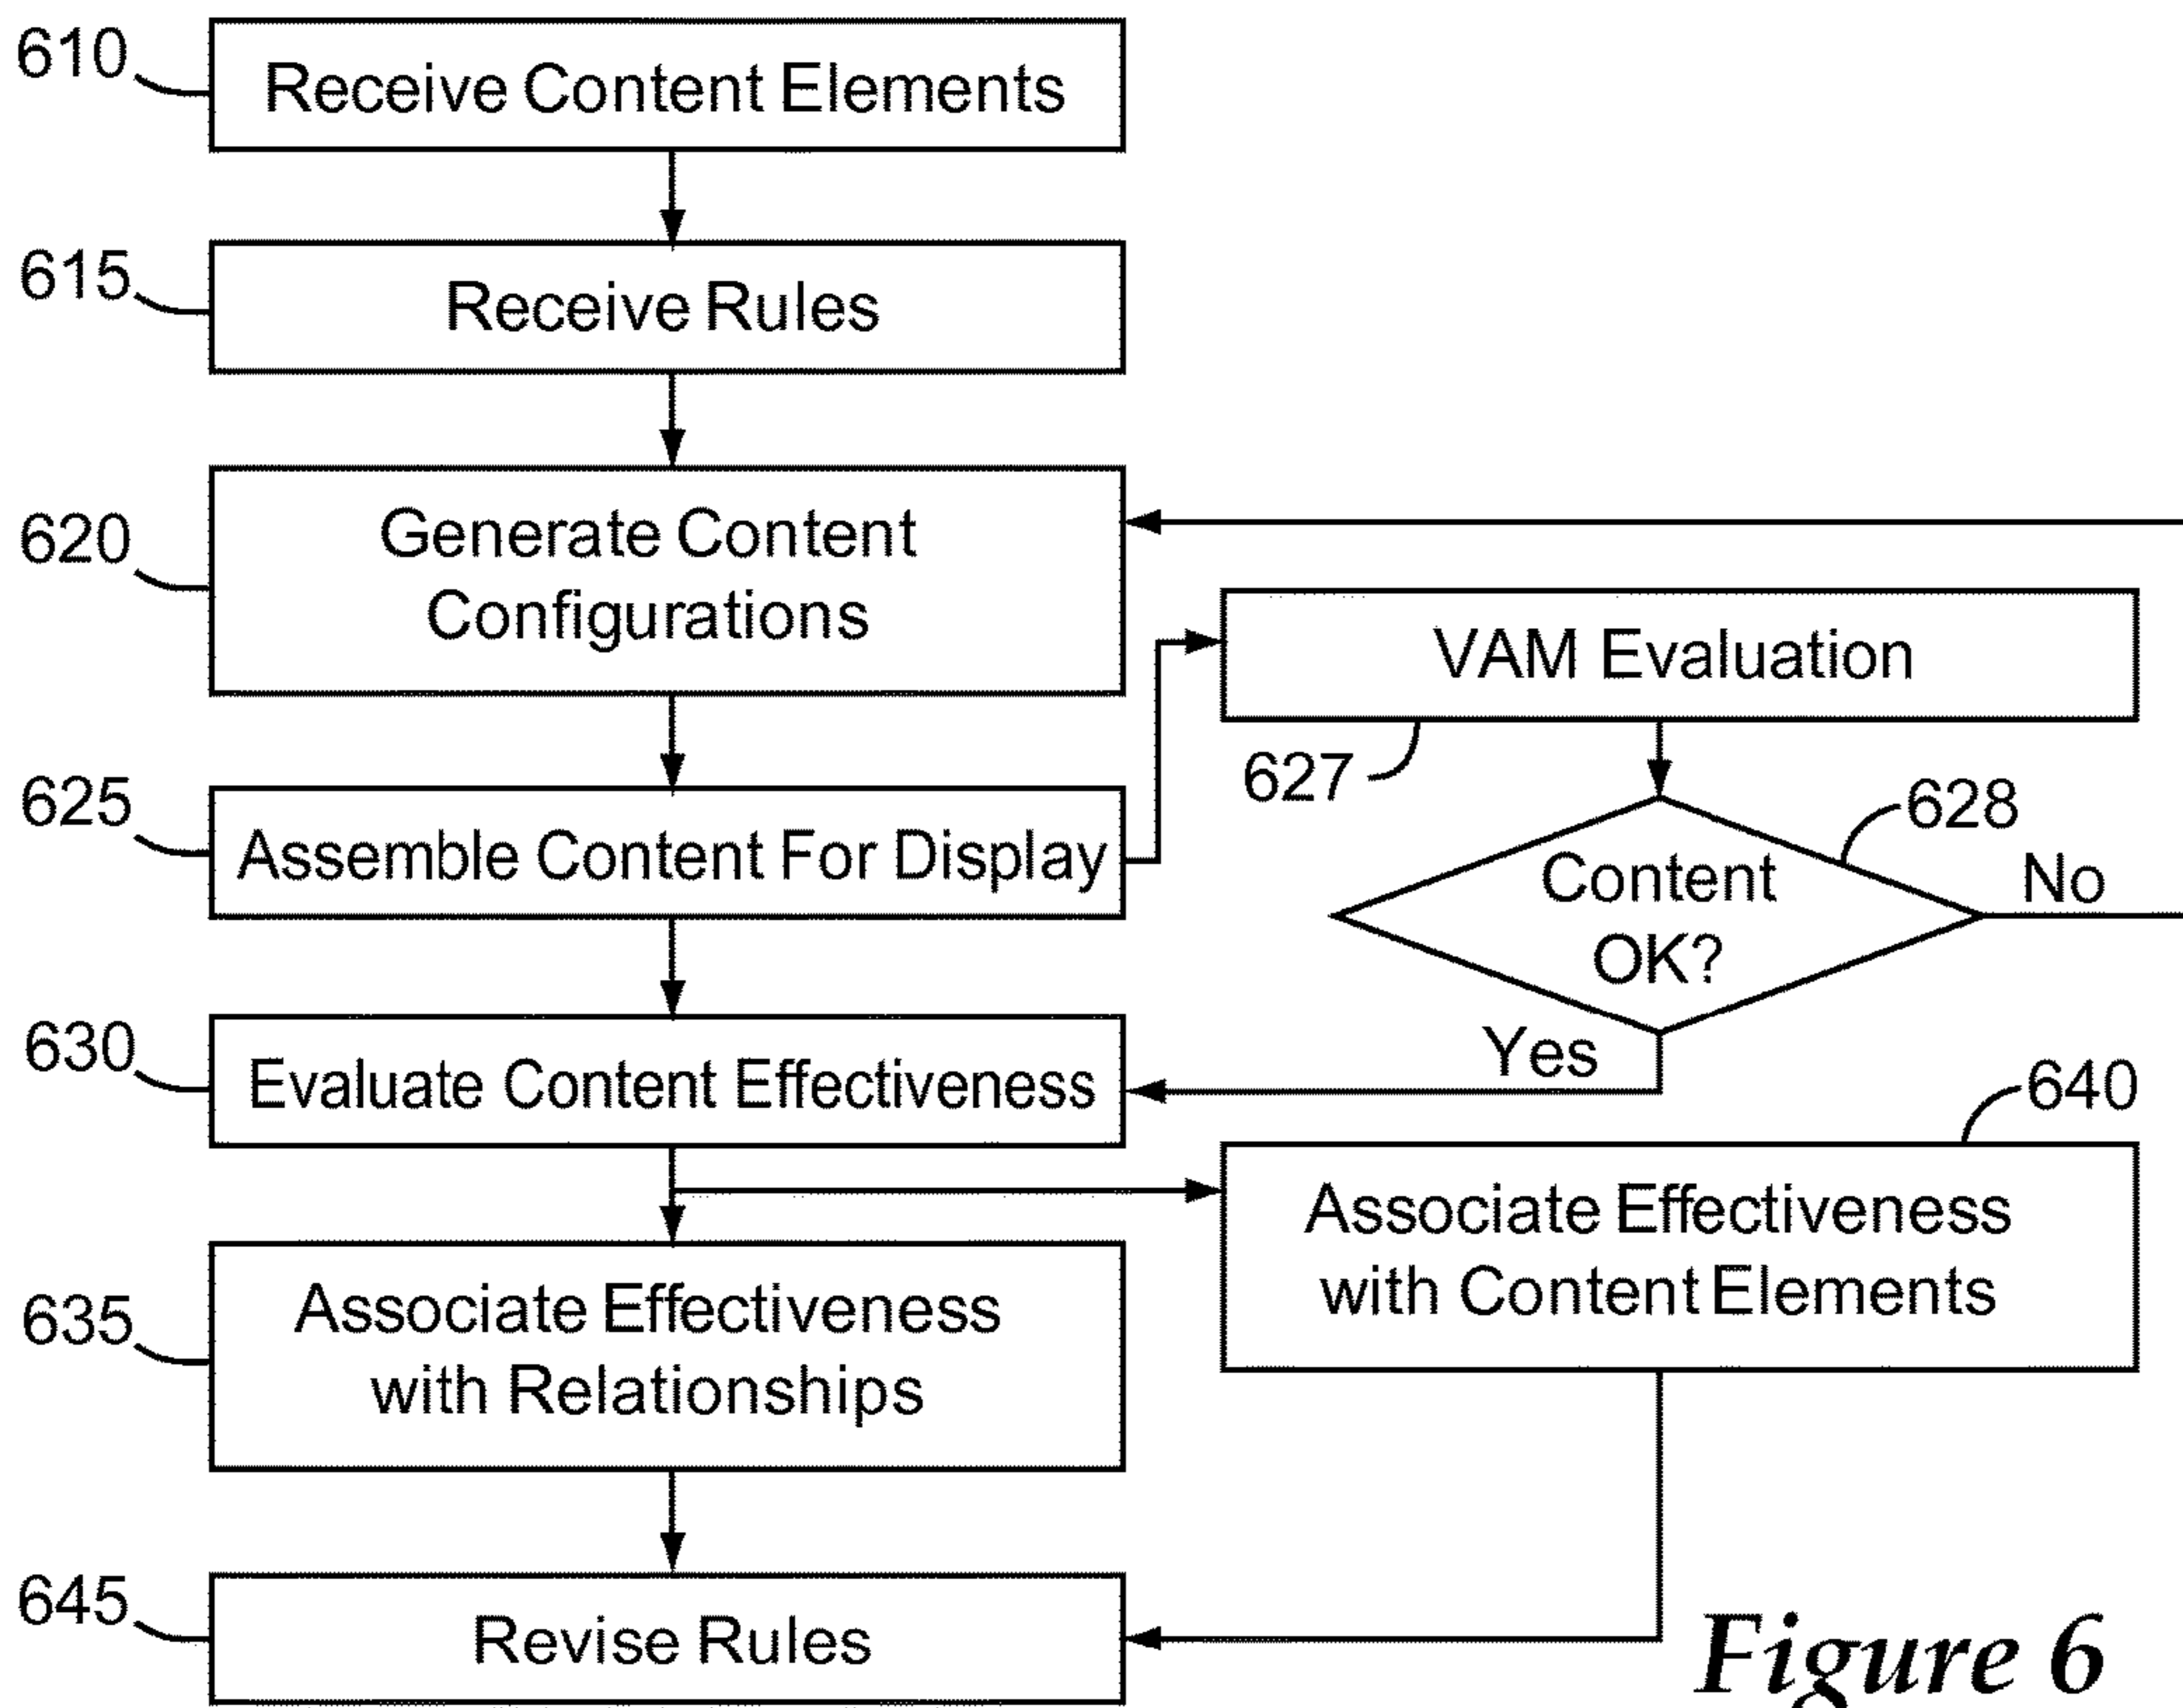 610
Receive Content Elements
615
Receive Rules
620
Generate Content
Configurations
VAM Evaluation
627
625
Assemble Content For Display
628
Content
OK?
No
Yes
630
Evaluate Content Effectiveness
640
Associate Effectiveness
with Content Elements
635
Associate Effectiveness
with Relationships
645
Revise Rules
Figure 6